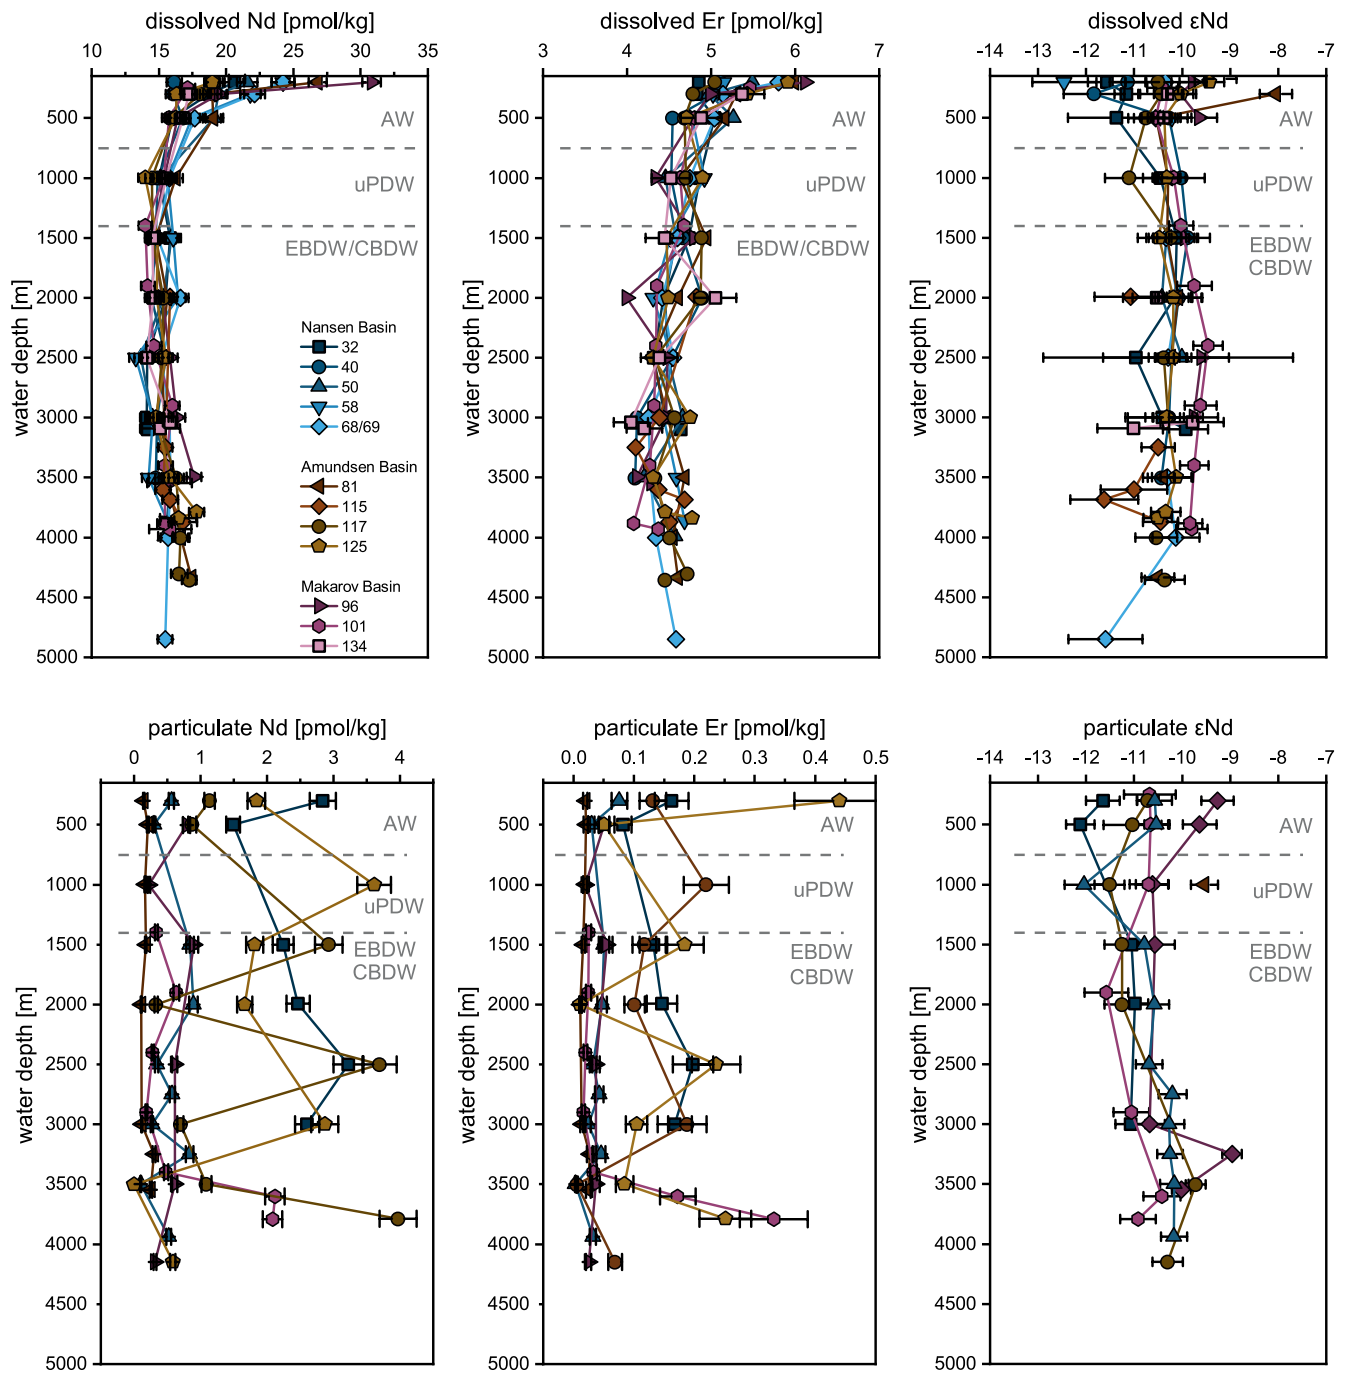 dissolved Nd [pmol/kg]
10 15 20 25 30 35
water depth [m]
500
1000
1500
2000
2500
3000
3500
4000
4500
5000
AW
uPDW
EBDW/CBDW
Nansen Basin
32
40
50
58
68/69
Amundsen Basin
81
115
117
125
Makarov Basin
96
101
134
dissolved Er [pmol/kg]
3 4 5 6 7
water depth [m]
500
1000
1500
2000
2500
3000
3500
4000
4500
5000
AW
uPDW
EBDW/CBDW
dissolved εNd
-14 -13 -12 -11 -10 -9 -8 -7
water depth [m]
500
1000
1500
2000
2500
3000
3500
4000
4500
5000
AW
uPDW
EBDW
CBDW
particulate Nd [pmol/kg]
0 1 2 3 4
water depth [m]
500
1000
1500
2000
2500
3000
3500
4000
4500
5000
AW
uPDW
EBDW
CBDW
particulate Er [pmol/kg]
0.0 0.1 0.2 0.3 0.4 0.5
water depth [m]
500
1000
1500
2000
2500
3000
3500
4000
4500
5000
AW
uPDW
EBDW
CBDW
particulate εNd
-14 -13 -12 -11 -10 -9 -8 -7
water depth [m]
500
1000
1500
2000
2500
3000
3500
4000
4500
5000
AW
uPDW
EBDW
CBDW